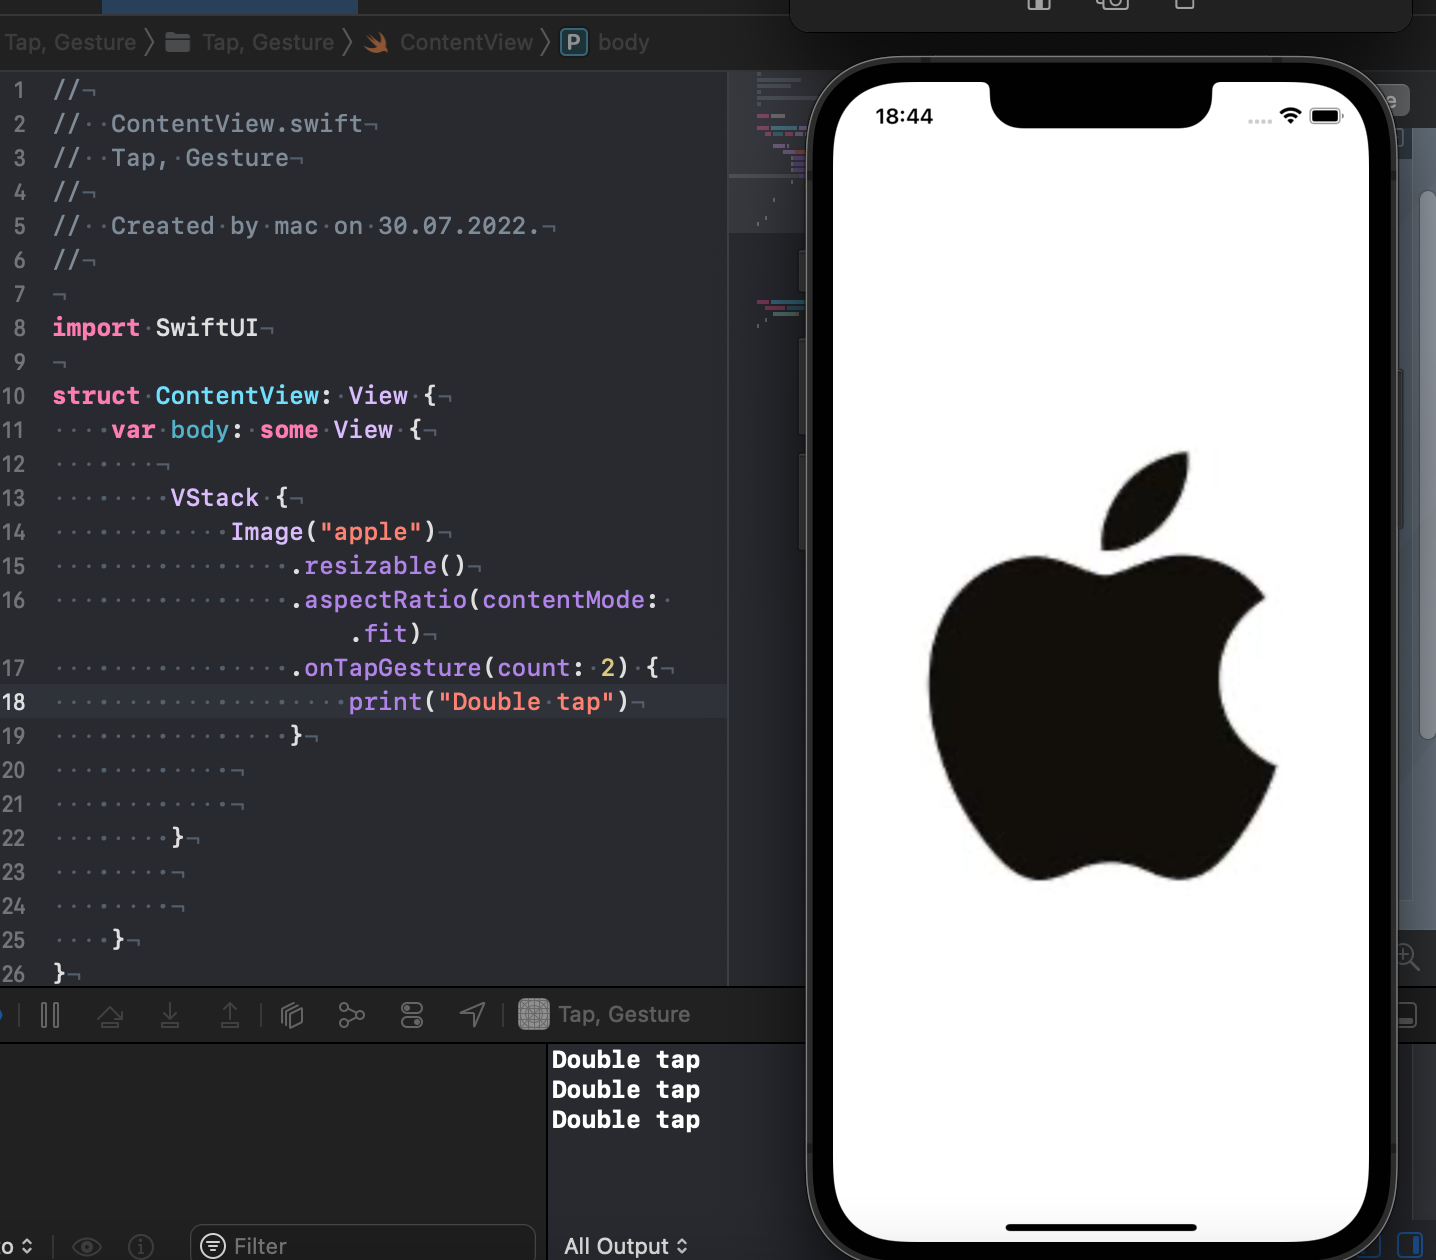 Tap, Gesture Tap, Gesture ContentView P body
1 //
2 // ContentView.swift
3 // Tap, Gesture
4 //
5 // Created by mac on 30.07.2022.
6 //
7
8 import SwiftUI
9
10 struct ContentView: View {
11 var body: some View {
12
13 VStack {
14 Image("apple")
15 .resizable()
16 .aspectRatio(contentMode:
.fit)
17 .onTapGesture(count: 2) {
18 print("Double tap")
19 }
20
21
22 }
23
24
25 }
26 }
Tap, Gesture
Double tap
Double tap
Double tap
Filter
All Output
18:44